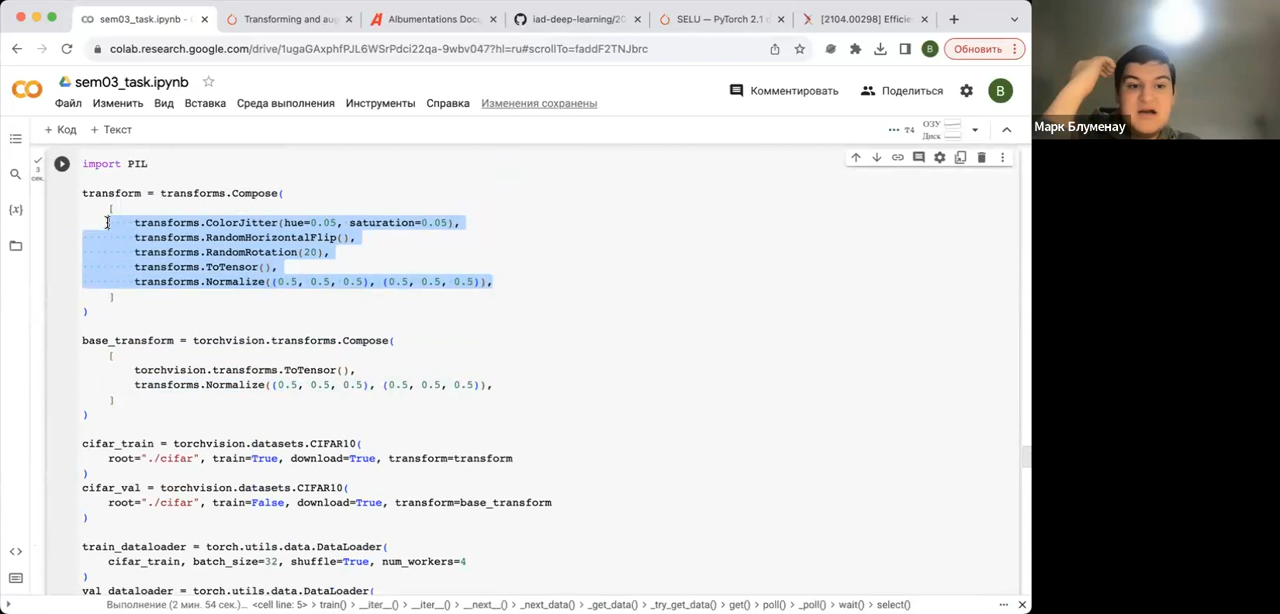 sem03_task.ipynb - 
Transforming and aug
Albumentations Docu
iad-deep-learning/20
SELU — PyTorch 2.1 d
[2104.00298] Efficie
colab.research.google.com/drive/1ugaGAxphfPJL6WSrPdci22qa-9wbv047?hl=ru#scrollTo=faddF2TNJbrc
B
Обновить
sem03_task.ipynb
Комментировать
Поделиться
B
Файл Изменить Вид Вставка Среда выполнения Инструменты Справка Изменения сохранены
+ Код + Текст
T4
ОЗУ
Диск
3
сек.
import PIL
transform = transforms.Compose(
[
transforms.ColorJitter(hue=0.05, saturation=0.05),
transforms.RandomHorizontalFlip(),
transforms.RandomRotation(20),
transforms.ToTensor(),
transforms.Normalize((0.5, 0.5, 0.5), (0.5, 0.5, 0.5)),
]
)
base_transform = torchvision.transforms.Compose(
[
torchvision.transforms.ToTensor(),
transforms.Normalize((0.5, 0.5, 0.5), (0.5, 0.5, 0.5)),
]
)
cifar_train = torchvision.datasets.CIFAR10(
root="./cifar", train=True, download=True, transform=transform
)
cifar_val = torchvision.datasets.CIFAR10(
root="./cifar", train=False, download=True, transform=base_transform
)
train_dataloader = torch.utils.data.DataLoader(
cifar_train, batch_size=32, shuffle=True, num_workers=4
)
val_dataloader = torch.utils.data.DataLoader(
Выполнение (2 мин. 54 сек.)... <cell line: 5> › train() › __iter__() › __iter__() › __next__() › _next_data() › _get_data() › _try_get_data() › get() › poll() › _poll() › wait() › select()
Марк Блуменау